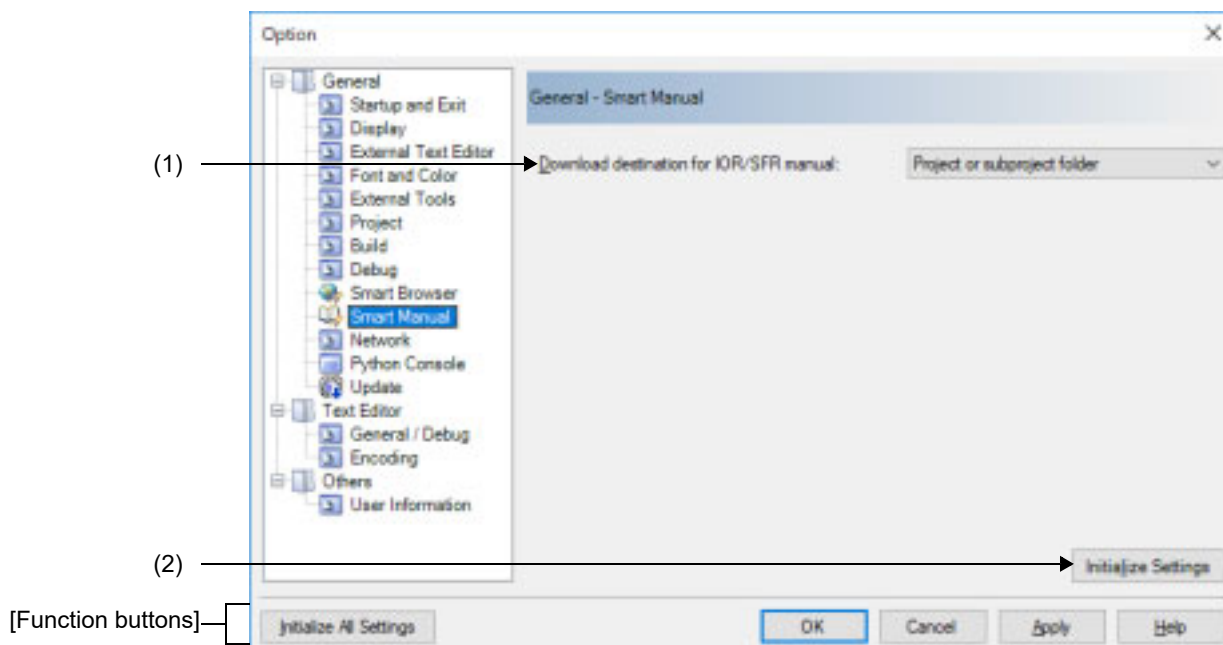 Option
General
Startup and Exit
Display
External Text Editor
Font and Color
External Tools
Project
Build
Debug
Smart Browser
Smart Manual
Network
Python Console
Update
Text Editor
General / Debug
Encoding
Others
User Information
General - Smart Manual
(1)
Download destination for IOR/SFR manual: Project or subproject folder
(2)
Initialize Settings
[Function buttons]
Initialize All Settings OK Cancel Apply Help